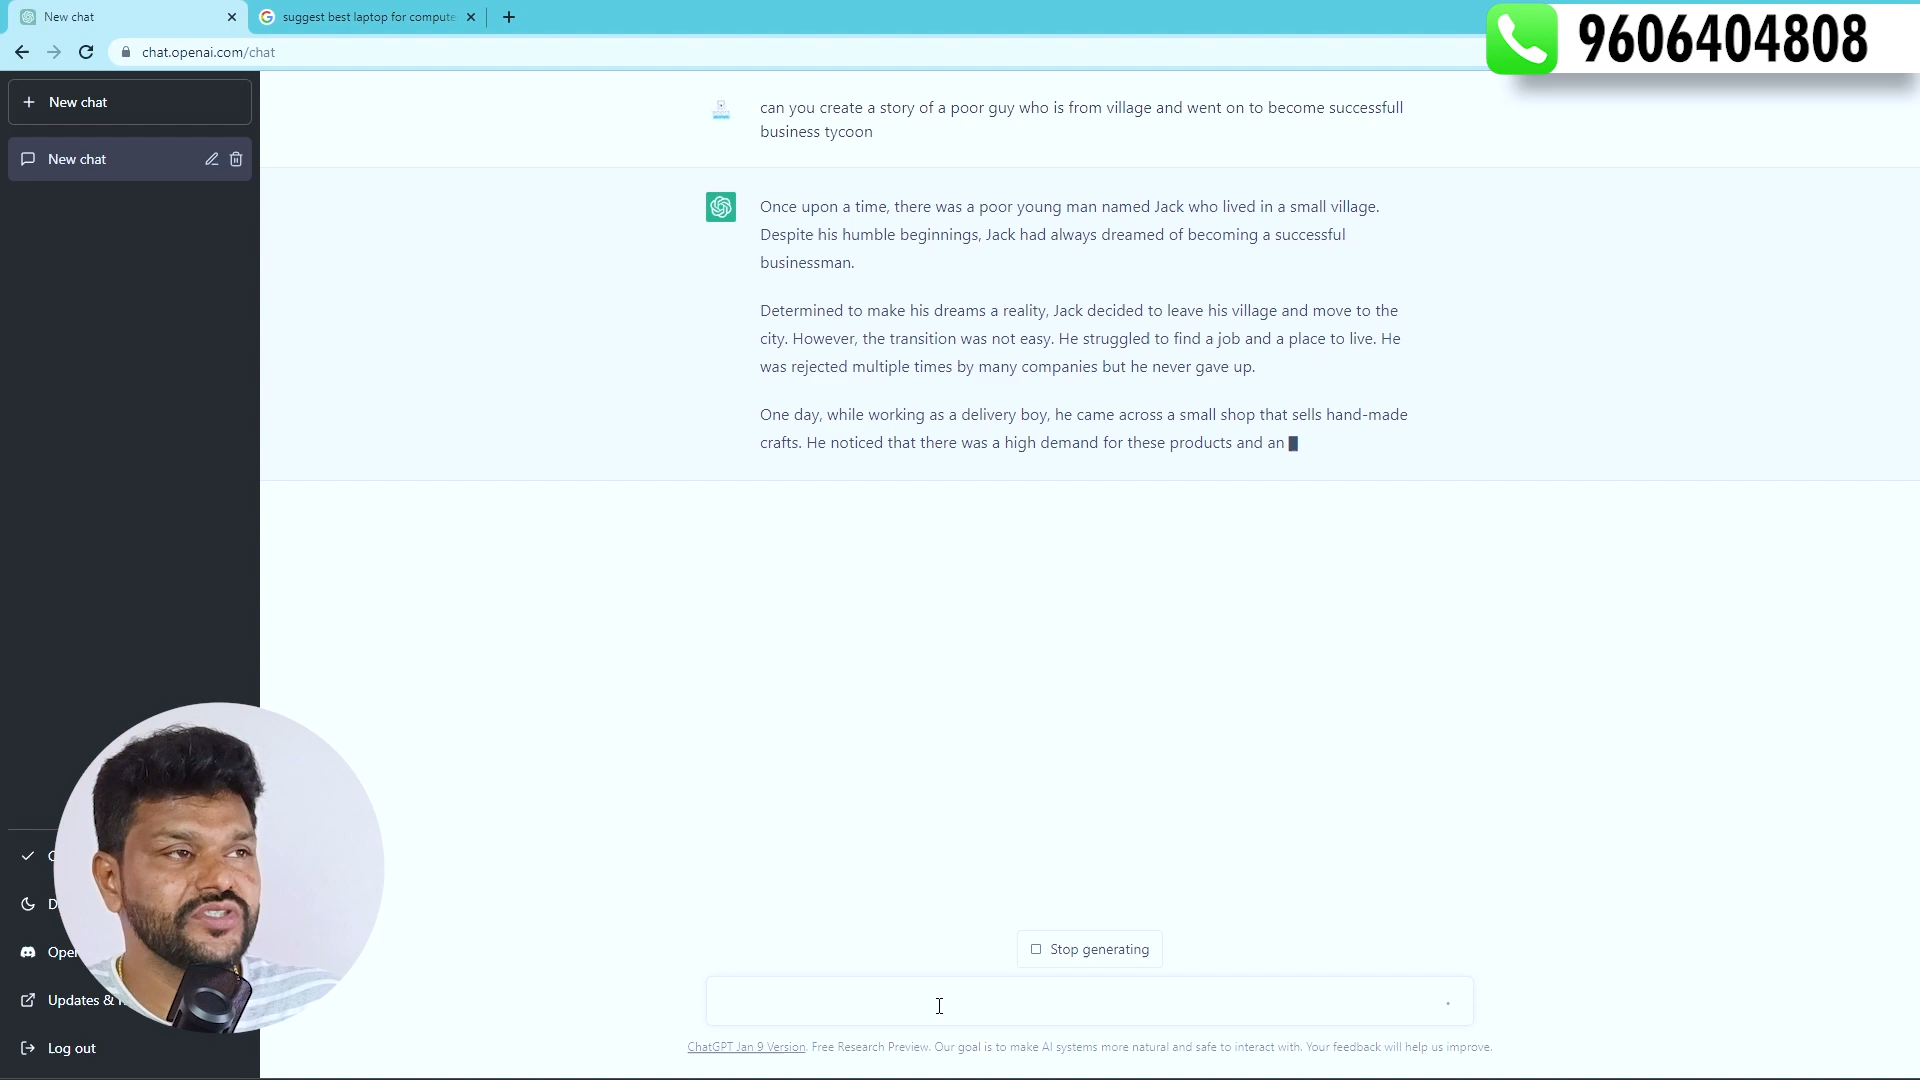 New chat
suggest best laptop for compute
chat.openai.com/chat
9606404808
New chat
New chat
can you create a story of a poor guy who is from village and went on to become successfull
business tycoon
Once upon a time, there was a poor young man named Jack who lived in a small village.
Despite his humble beginnings, Jack had always dreamed of becoming a successful
businessman.
Determined to make his dreams a reality, Jack decided to leave his village and move to the
city. However, the transition was not easy. He struggled to find a job and a place to live. He
was rejected multiple times by many companies but he never gave up.
One day, while working as a delivery boy, he came across a small shop that sells hand-made
crafts. He noticed that there was a high demand for these products and an
Updates &
Log out
Stop generating
ChatGPT Jan 9 Version. Free Research Preview. Our goal is to make AI systems more natural and safe to interact with. Your feedback will help us improve.